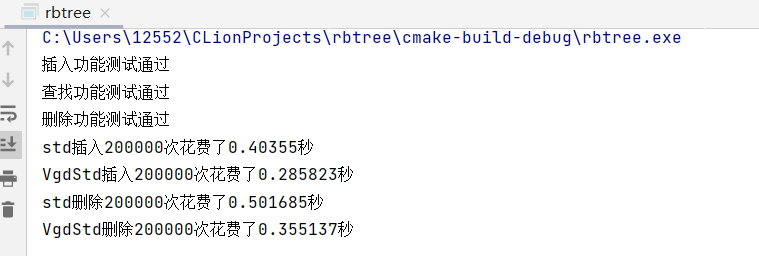 rbtree
C:\Users\12552\CLionProjects\rbtree\cmake-build-debug\rbtree.exe
插入功能测试通过
查找功能测试通过
删除功能测试通过
std插入200000次花费了0.40355秒
VgdStd插入200000次花费了0.285823秒
std删除200000次花费了0.501685秒
VgdStd删除200000次花费了0.355137秒